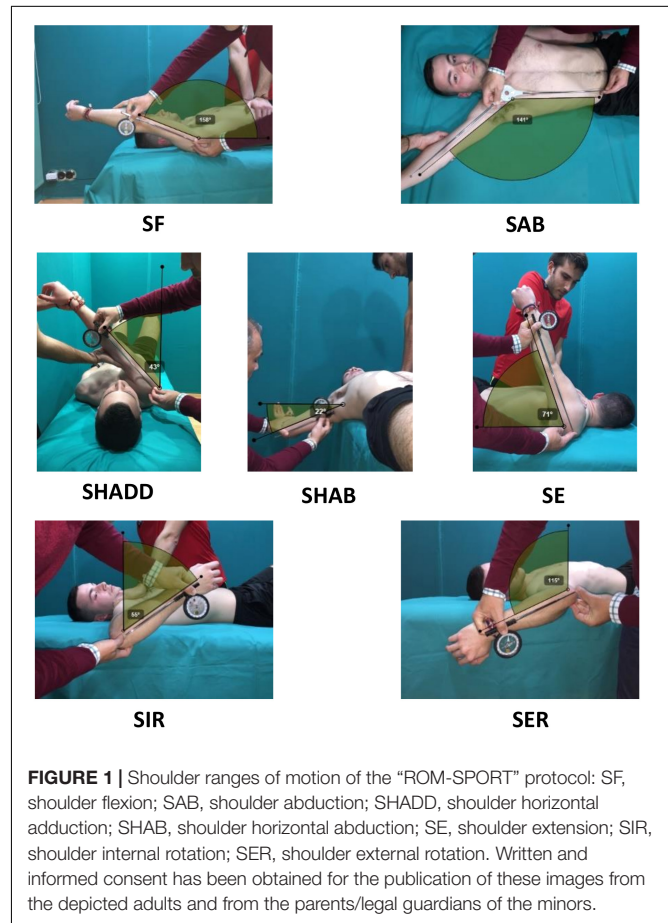 158°
141°
SF
SAB
43°
22°
71°
SHADD
SHAB
SE
55°
115°
SIR
SER
FIGURE 1 | Shoulder ranges of motion of the “ROM-SPORT” protocol: SF,
shoulder flexion; SAB, shoulder abduction; SHADD, shoulder horizontal
adduction; SHAB, shoulder horizontal abduction; SE, shoulder extension; SIR,
shoulder internal rotation; SER, shoulder external rotation. Written and
informed consent has been obtained for the publication of these images from
the depicted adults and from the parents/legal guardians of the minors.